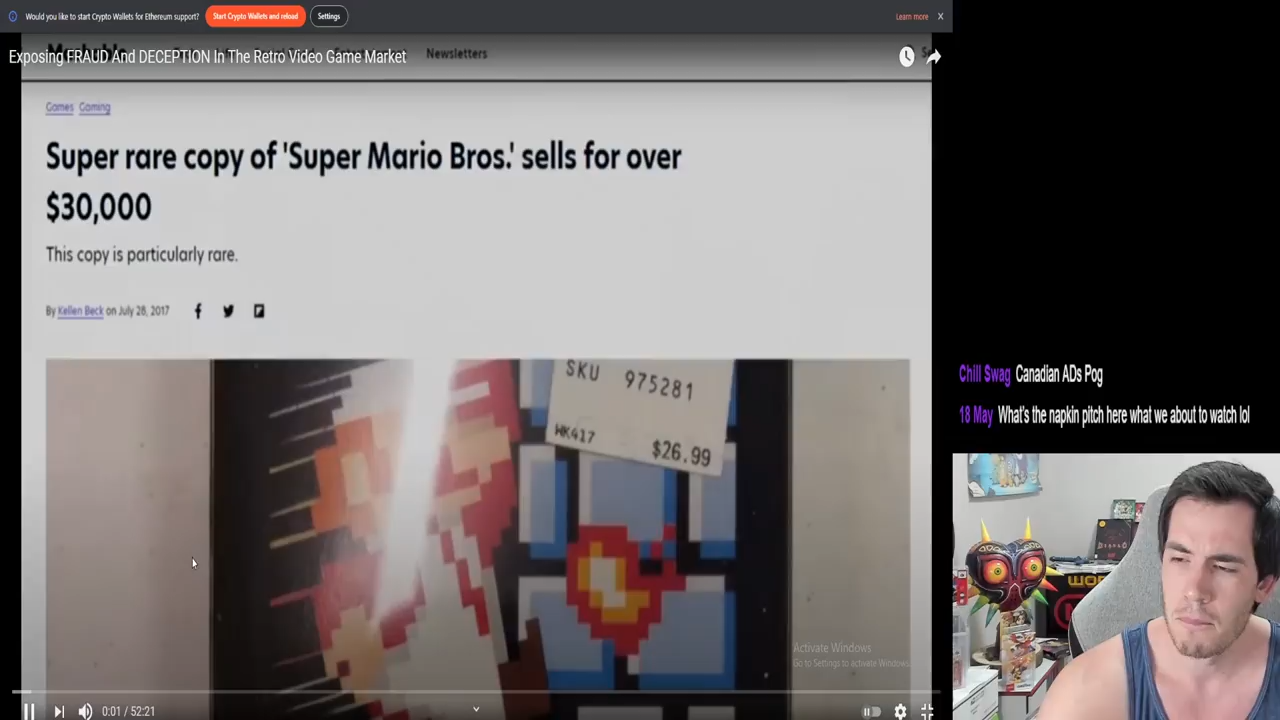 Would you like to start Crypto Wallets for Ethereum support? Start Crypto Wallets and reload Settings Learn more X
Exposing FRAUD And DECEPTION In The Retro Video Game Market
Newsletters
Games Gaming
Super rare copy of 'Super Mario Bros.' sells for over
$30,000
This copy is particularly rare.
By Kellen Beck on July 28, 2017
SKU 975281
WK417 $26.99
Chill Swag Canadian ADs Pog
18 May What's the napkin pitch here what we about to watch lol
Activate Windows
Go to Settings to activate Windows.
0:01 / 52:21